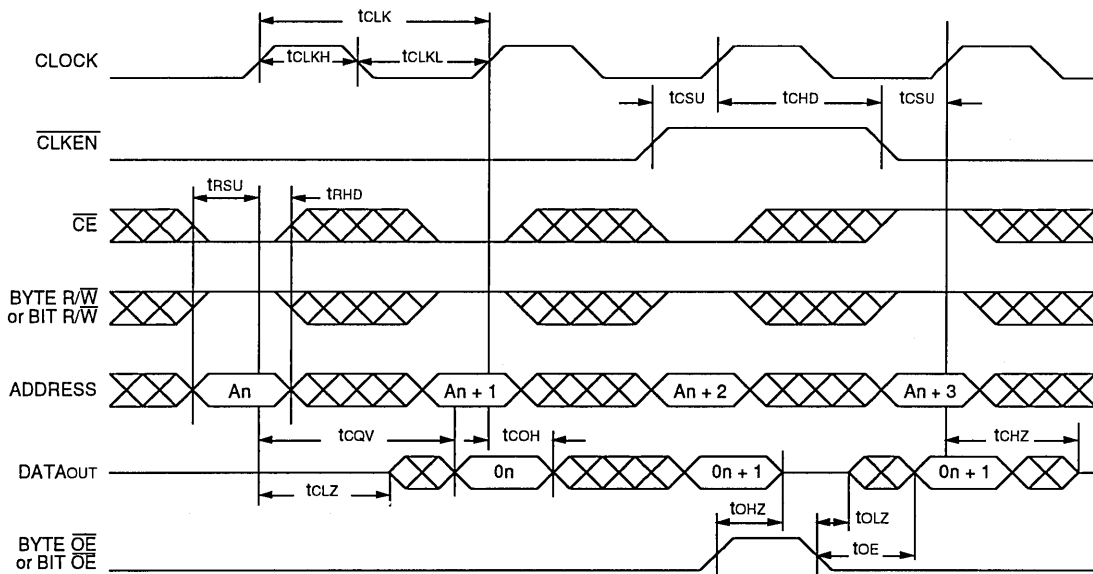 tCLK
CLOCK
tCLKH
tCLKL
tCSU
tCHD
tCSU
CLKEN
tRSU
tRHD
CE
BYTE R/W
or BIT R/W
ADDRESS
An
An + 1
An + 2
An + 3
tCQV
tCOH
tCHZ
DATAOUT
0n
0n + 1
0n + 1
tCLZ
tOHZ
tOLZ
BYTE OE
or BIT OE
tOE